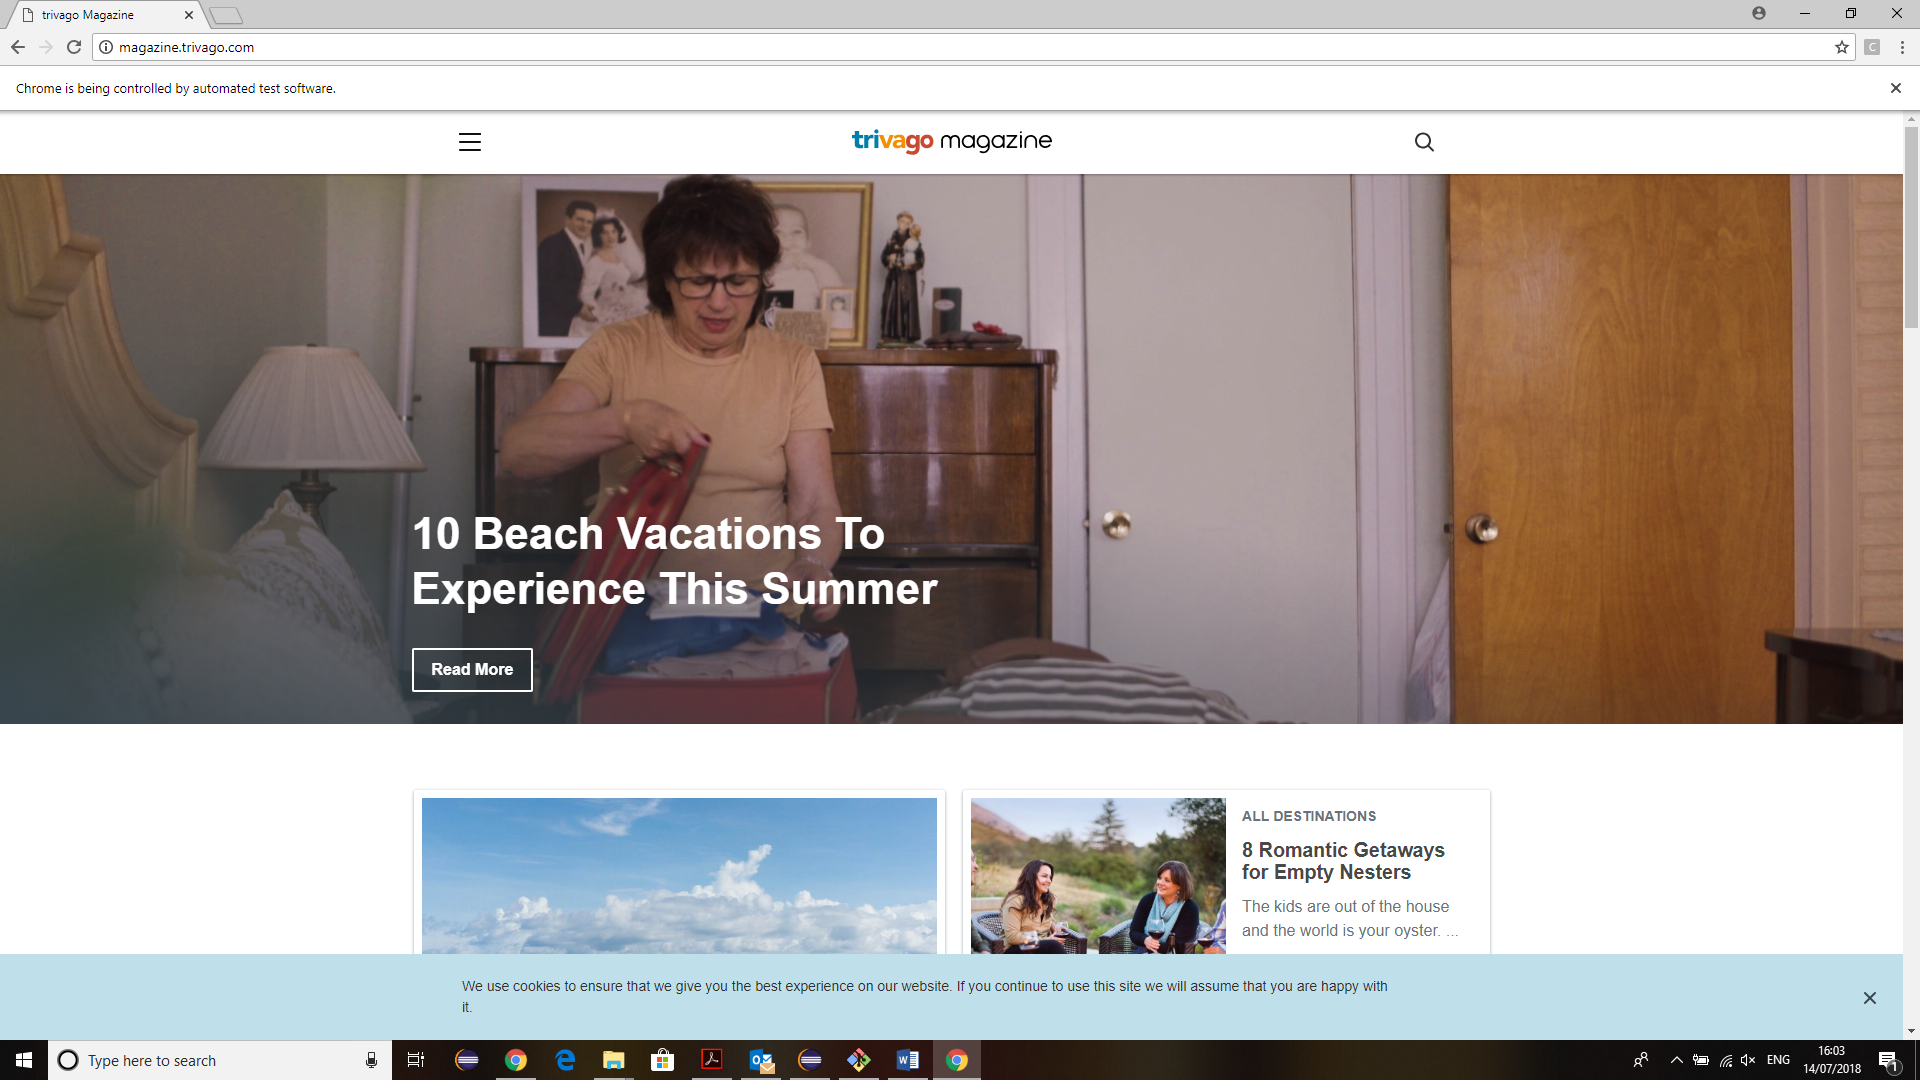 trivago Magazine
magazine.trivago.com
C
Chrome is being controlled by automated test software.
trivago magazine
10 Beach Vacations To
Experience This Summer
Read More
ALL DESTINATIONS
8 Romantic Getaways
for Empty Nesters
The kids are out of the house
and the world is your oyster. ...
We use cookies to ensure that we give you the best experience on our website. If you continue to use this site we will assume that you are happy with
it.
Type here to search
ENG
16:03
14/07/2018
1